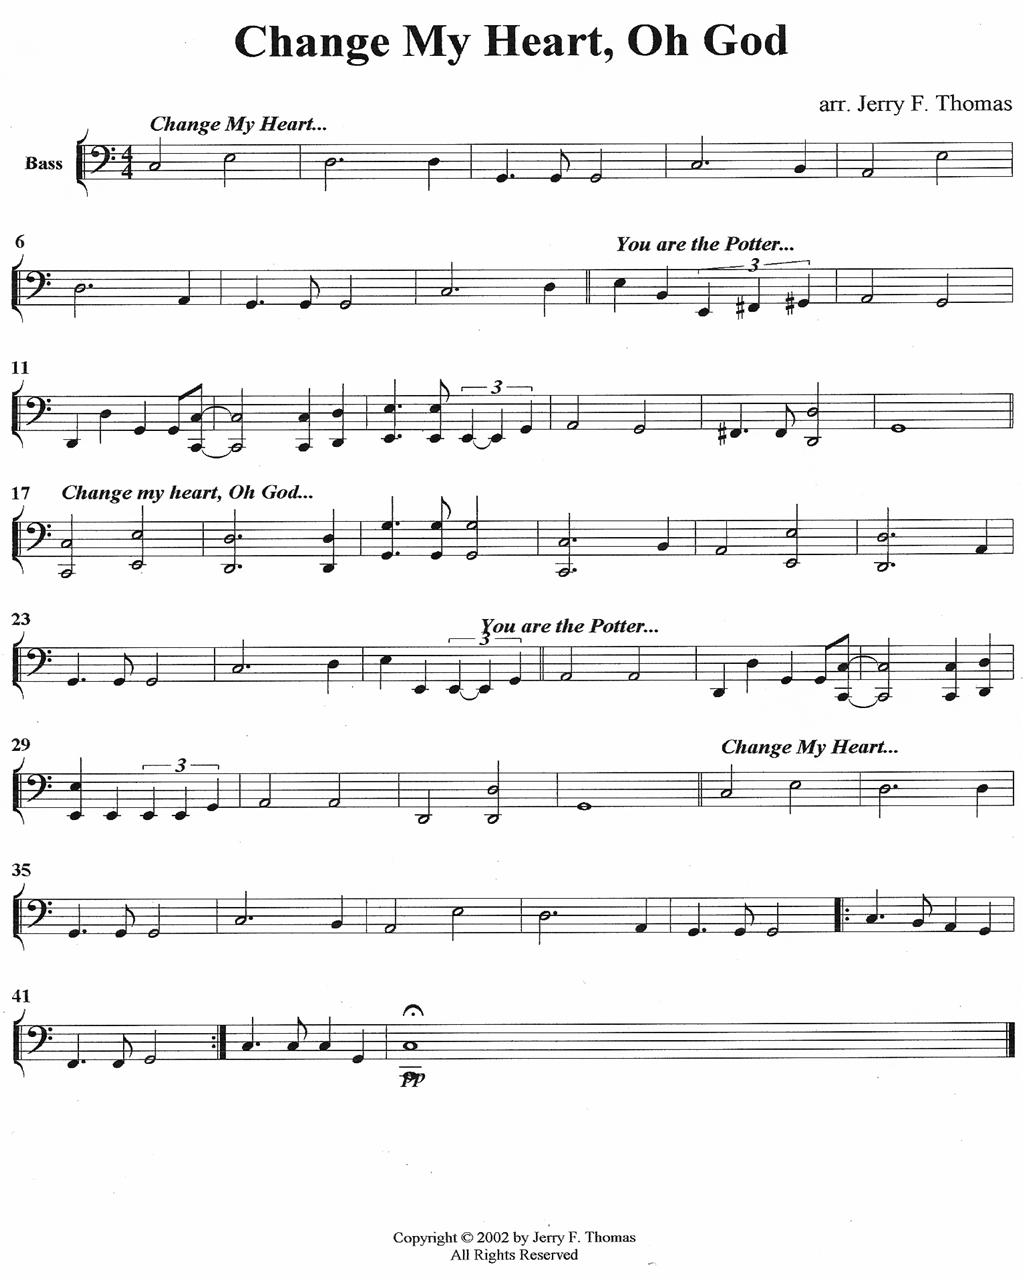 Change My Heart, Oh God
arr. Jerry F. Thomas
Change My Heart...
Bass
4
4
6
You are the Potter...
3
11
3
17
Change my heart, Oh God...
23
You are the Potter...
3
29
Change My Heart...
3
35
41
pp
Copyright © 2002 by Jerry F. Thomas
All Rights Reserved